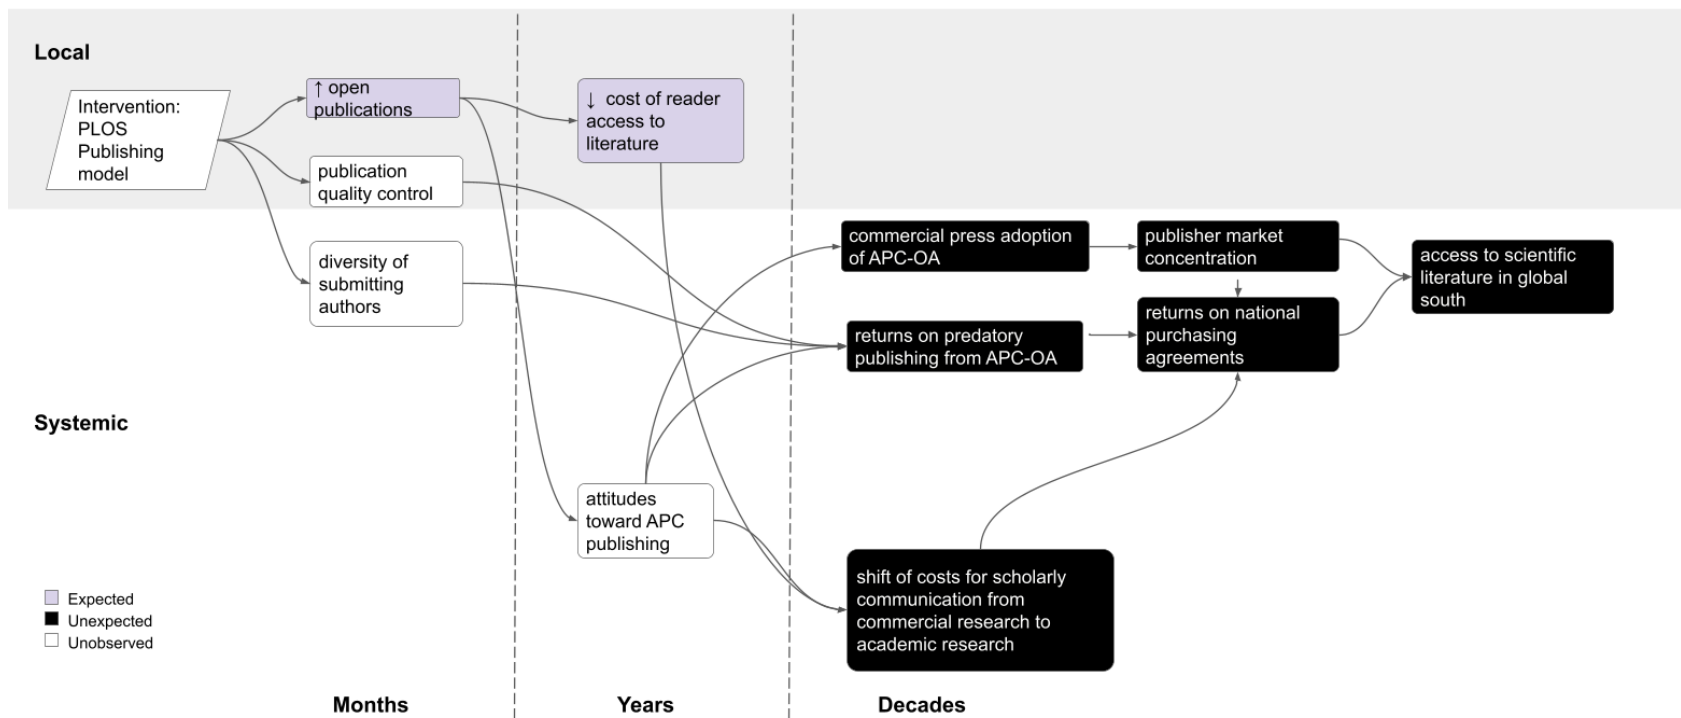 Local
Intervention:
PLOS
Publishing
model
↑ open
publications
publication
quality control
diversity of
submitting
authors
↓ cost of reader
access to
literature
commercial press adoption
of APC-OA
publisher market
concentration
access to scientific
literature in global
south
returns on predatory
publishing from APC-OA
returns on national
purchasing
agreements
Systemic
attitudes
toward APC
publishing
shift of costs for scholarly
communication from
commercial research to
academic research
Expected
Unexpected
Unobserved
Months
Years
Decades